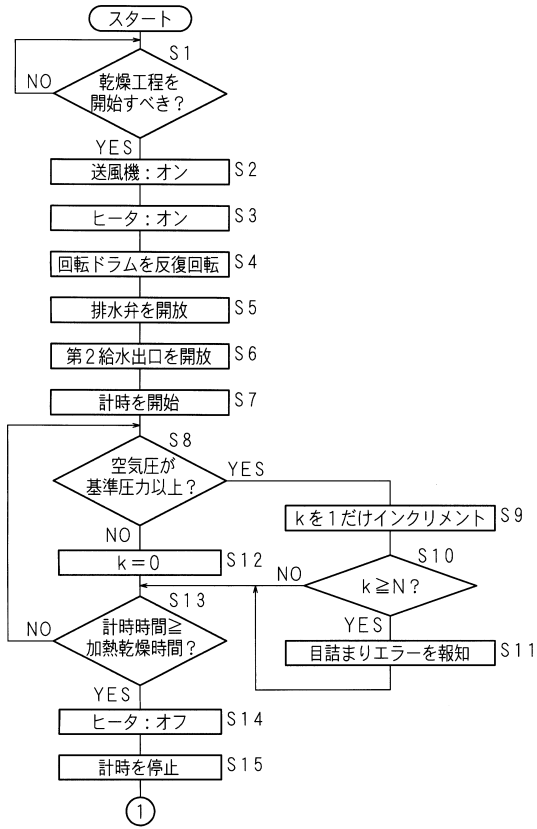 スタート
S1
乾燥工程を
開始すべき？
NO
YES
送風機：オン
S2
ヒータ：オン
S3
回転ドラムを反復回転
S4
排水弁を開放
S5
第２給水出口を開放
S6
計時を開始
S7
S8
空気圧が
基準圧力以上？
YES
NO
kを１だけインクリメント
S9
k＝0
S12
S10
k≧N？
NO
YES
目詰まりエラーを報知
S11
S13
計時時間≧
加熱乾燥時間？
NO
YES
ヒータ：オフ
S14
計時を停止
S15
1